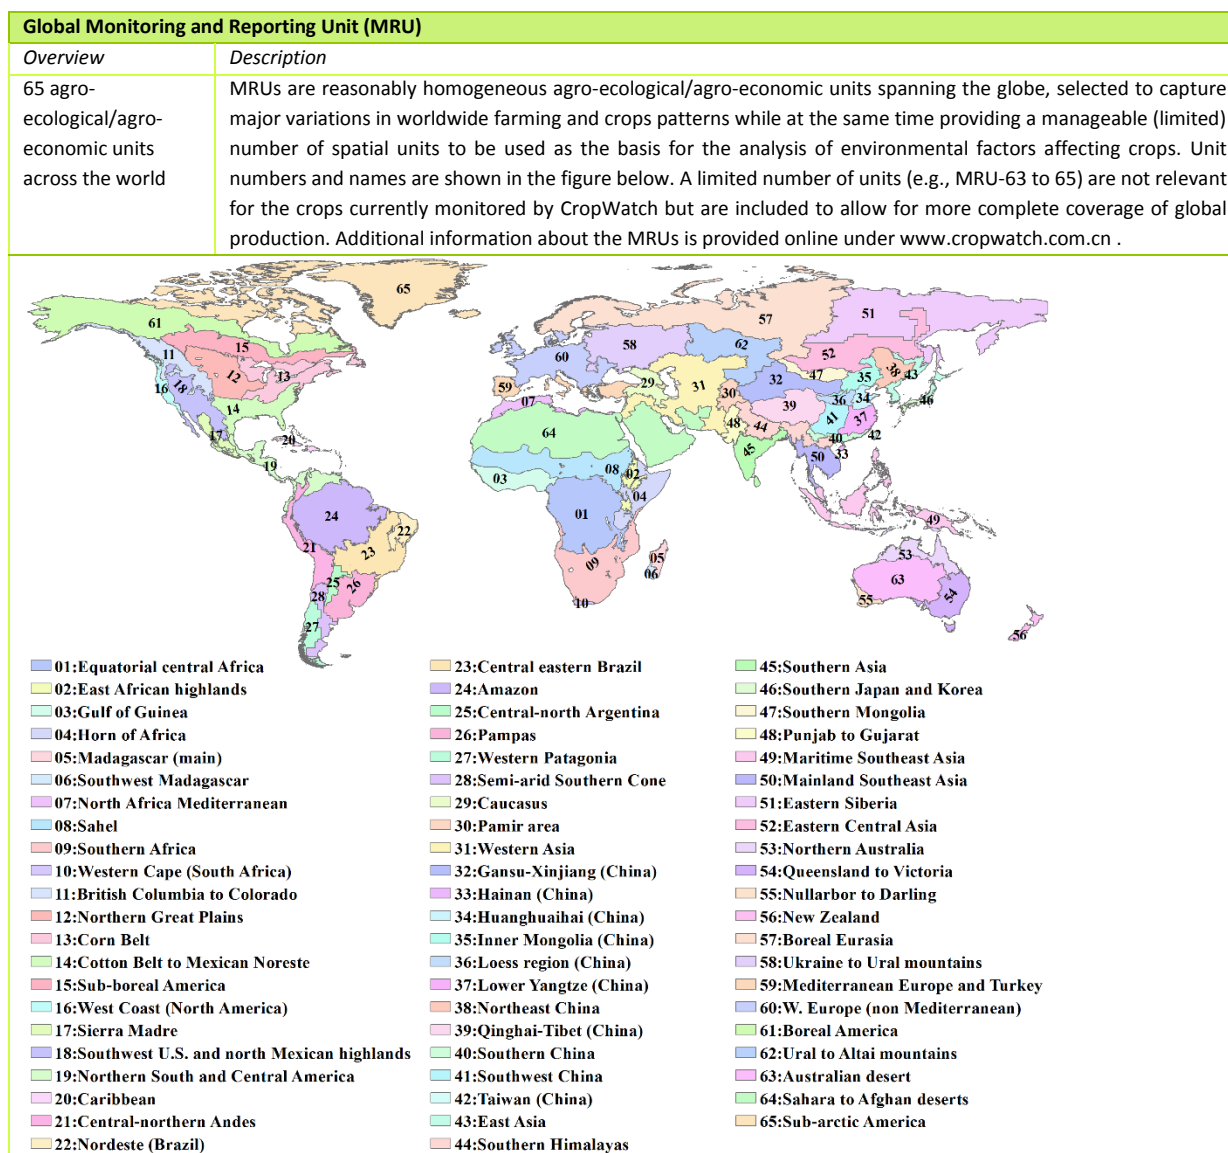 Global Monitoring and Reporting Unit (MRU)
Overview Description
65 agro-
ecological/agro-
economic units
across the world
MRUs are reasonably homogeneous agro-ecological/agro-economic units spanning the globe, selected to capture
major variations in worldwide farming and crops patterns while at the same time providing a manageable (limited)
number of spatial units to be used as the basis for the analysis of environmental factors affecting crops. Unit
numbers and names are shown in the figure below. A limited number of units (e.g., MRU-63 to 65) are not relevant
for the crops currently monitored by CropWatch but are included to allow for more complete coverage of global
production. Additional information about the MRUs is provided online under www.cropwatch.com.cn .
65
61
15
11
12
13
16
18
14
17
20
19
24
22
23
21
25
26
28
27
51
57
58
62
60
52
59
29
31
32
47
35
38
43
30
36
34
46
07
39
48
44
41
37
64
45
40
42
50
33
08
02
03
04
01
49
09
05
06
10
53
63
54
55
56
01:Equatorial central Africa
02:East African highlands
03:Gulf of Guinea
04:Horn of Africa
05:Madagascar (main)
06:Southwest Madagascar
07:North Africa Mediterranean
08:Sahel
09:Southern Africa
10:Western Cape (South Africa)
11:British Columbia to Colorado
12:Northern Great Plains
13:Corn Belt
14:Cotton Belt to Mexican Noreste
15:Sub-boreal America
16:West Coast (North America)
17:Sierra Madre
18:Southwest U.S. and north Mexican highlands
19:Northern South and Central America
20:Caribbean
21:Central-northern Andes
22:Nordeste (Brazil)
23:Central eastern Brazil
24:Amazon
25:Central-north Argentina
26:Pampas
27:Western Patagonia
28:Semi-arid Southern Cone
29:Caucasus
30:Pamir area
31:Western Asia
32:Gansu-Xinjiang (China)
33:Hainan (China)
34:Huanghuaihai (China)
35:Inner Mongolia (China)
36:Loess region (China)
37:Lower Yangtze (China)
38:Northeast China
39:Qinghai-Tibet (China)
40:Southern China
41:Southwest China
42:Taiwan (China)
43:East Asia
44:Southern Himalayas
45:Southern Asia
46:Southern Japan and Korea
47:Southern Mongolia
48:Punjab to Gujarat
49:Maritime Southeast Asia
50:Mainland Southeast Asia
51:Eastern Siberia
52:Eastern Central Asia
53:Northern Australia
54:Queensland to Victoria
55:Nullarbor to Darling
56:New Zealand
57:Boreal Eurasia
58:Ukraine to Ural mountains
59:Mediterranean Europe and Turkey
60:W. Europe (non Mediterranean)
61:Boreal America
62:Ural to Altai mountains
63:Australian desert
64:Sahara to Afghan deserts
65:Sub-arctic America